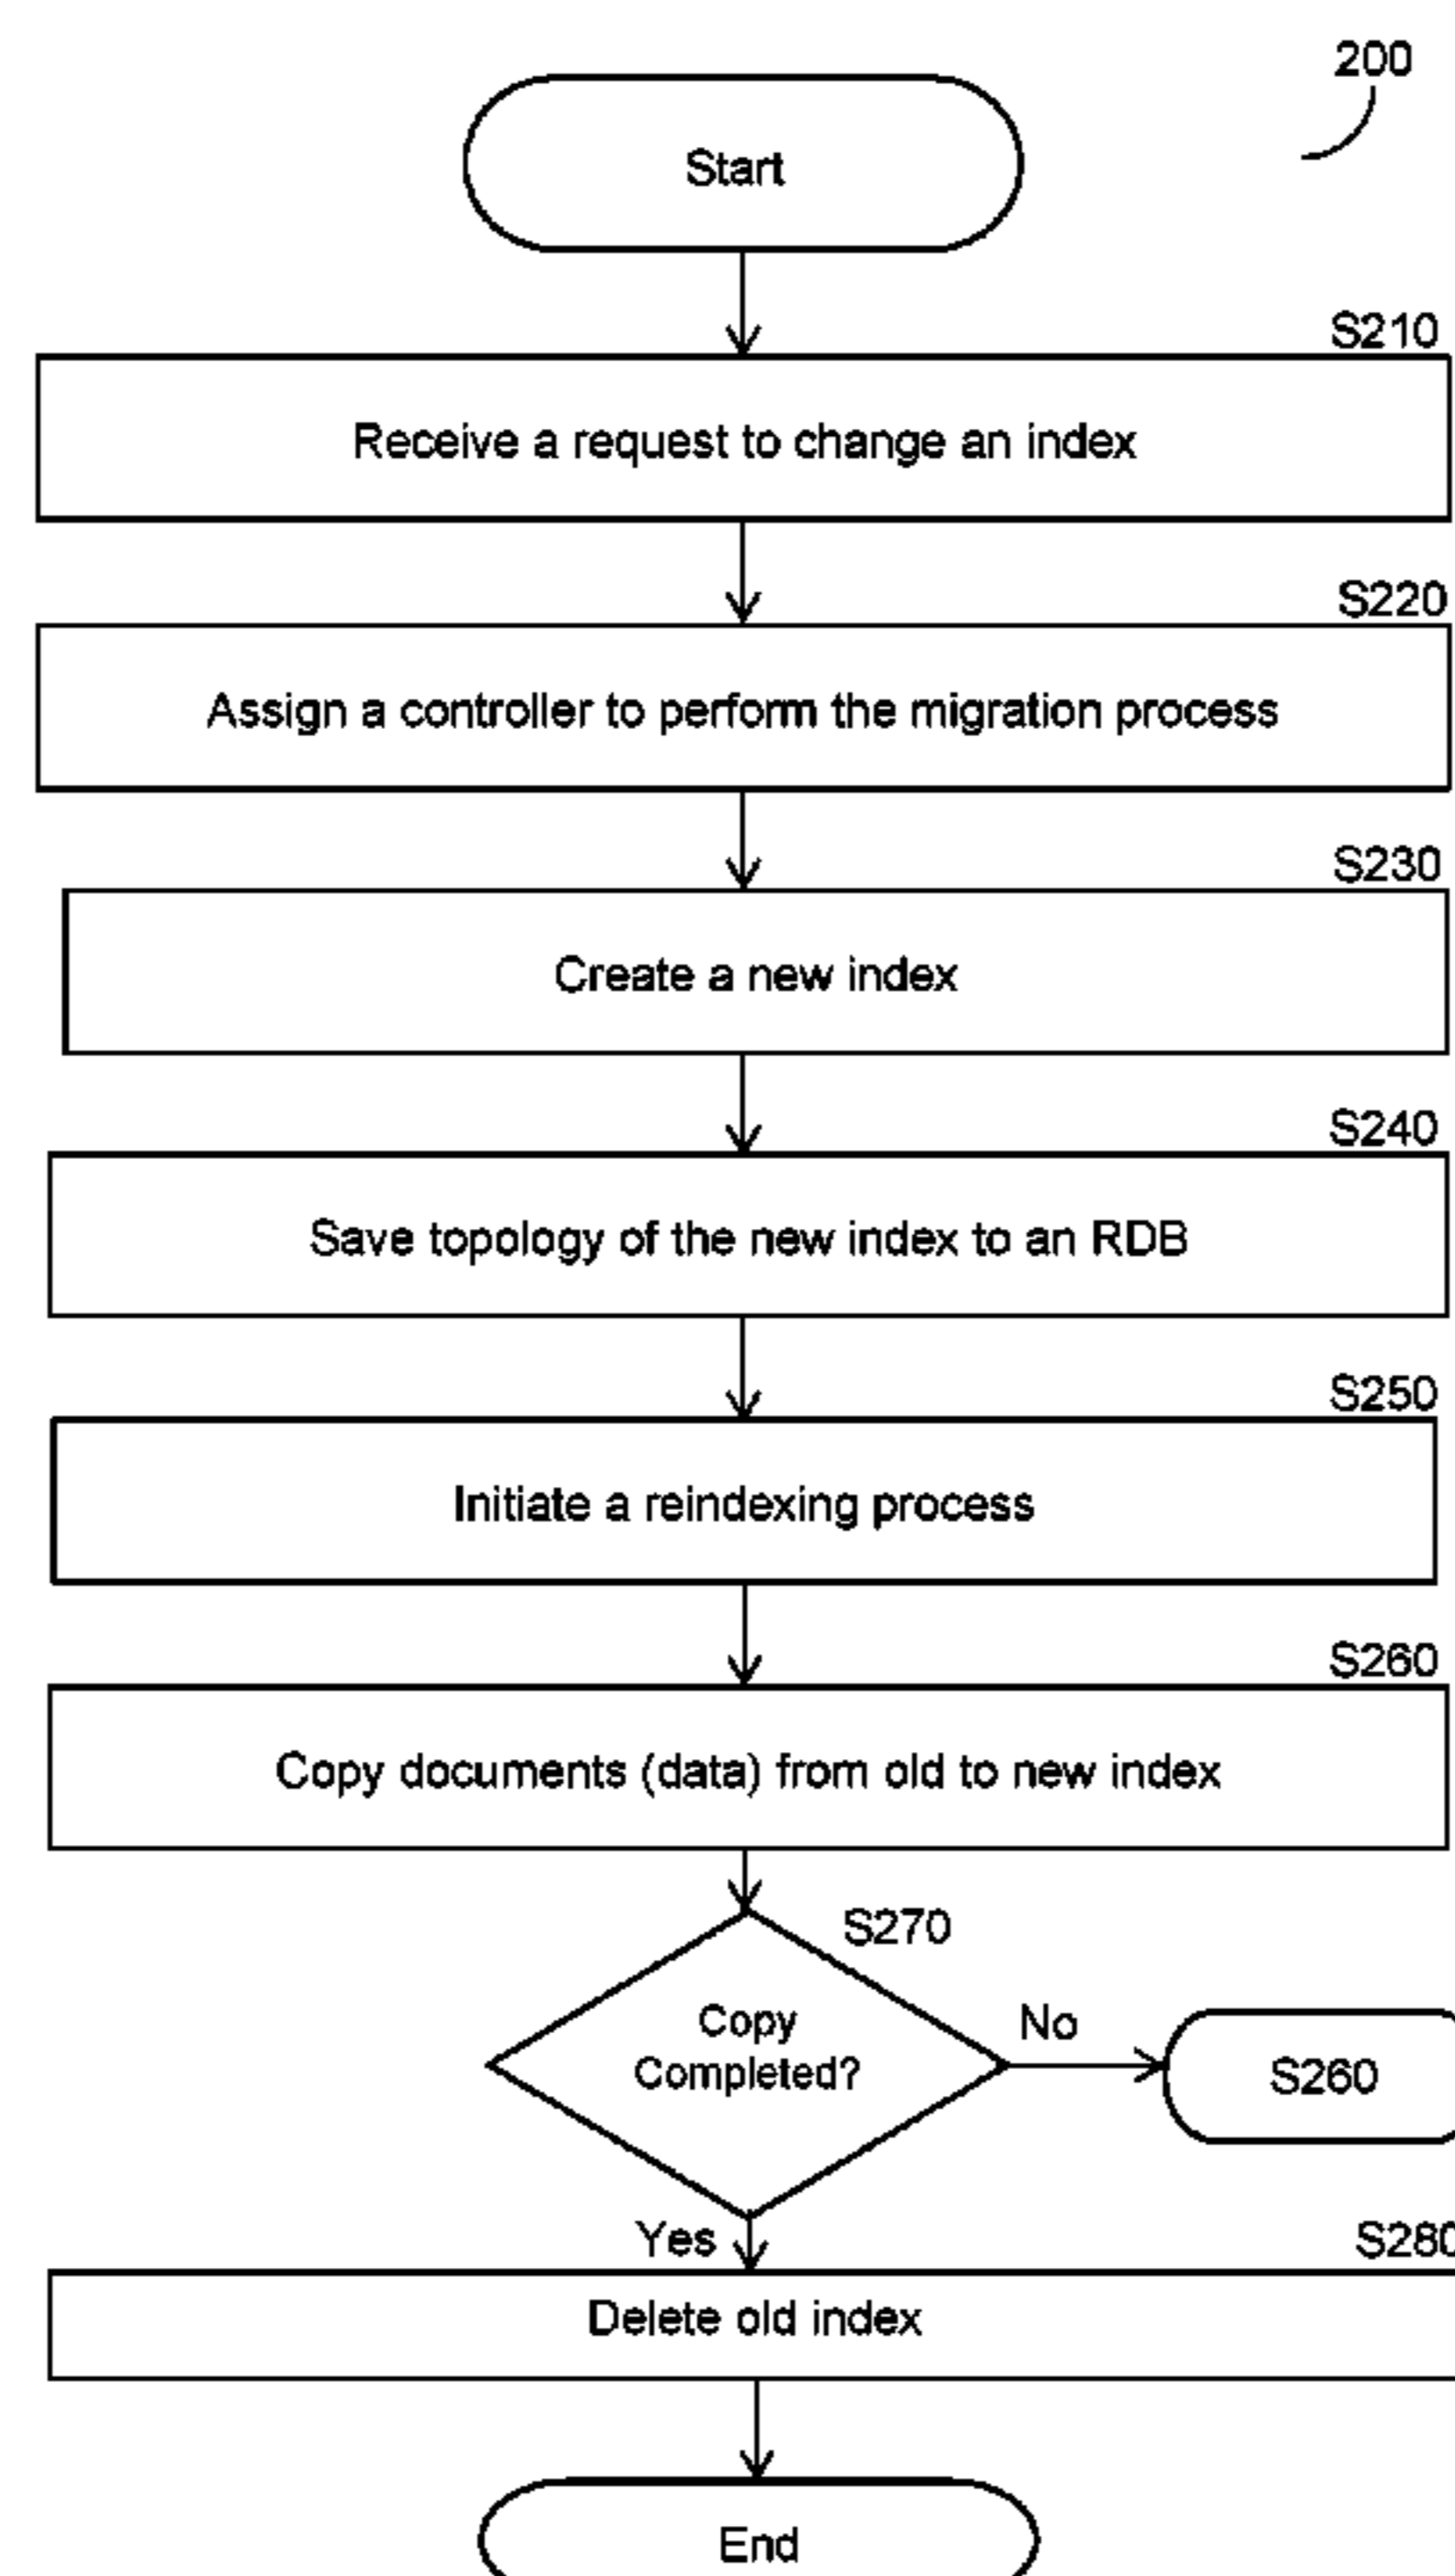 200
Start
S210
Receive a request to change an index
S220
Assign a controller to perform the migration process
S230
Create a new index
S240
Save topology of the new index to an RDB
S250
Initiate a reindexing process
S260
Copy documents (data) from old to new index
S270
Copy
Completed?
No
S260
Yes
S280
Delete old index
End